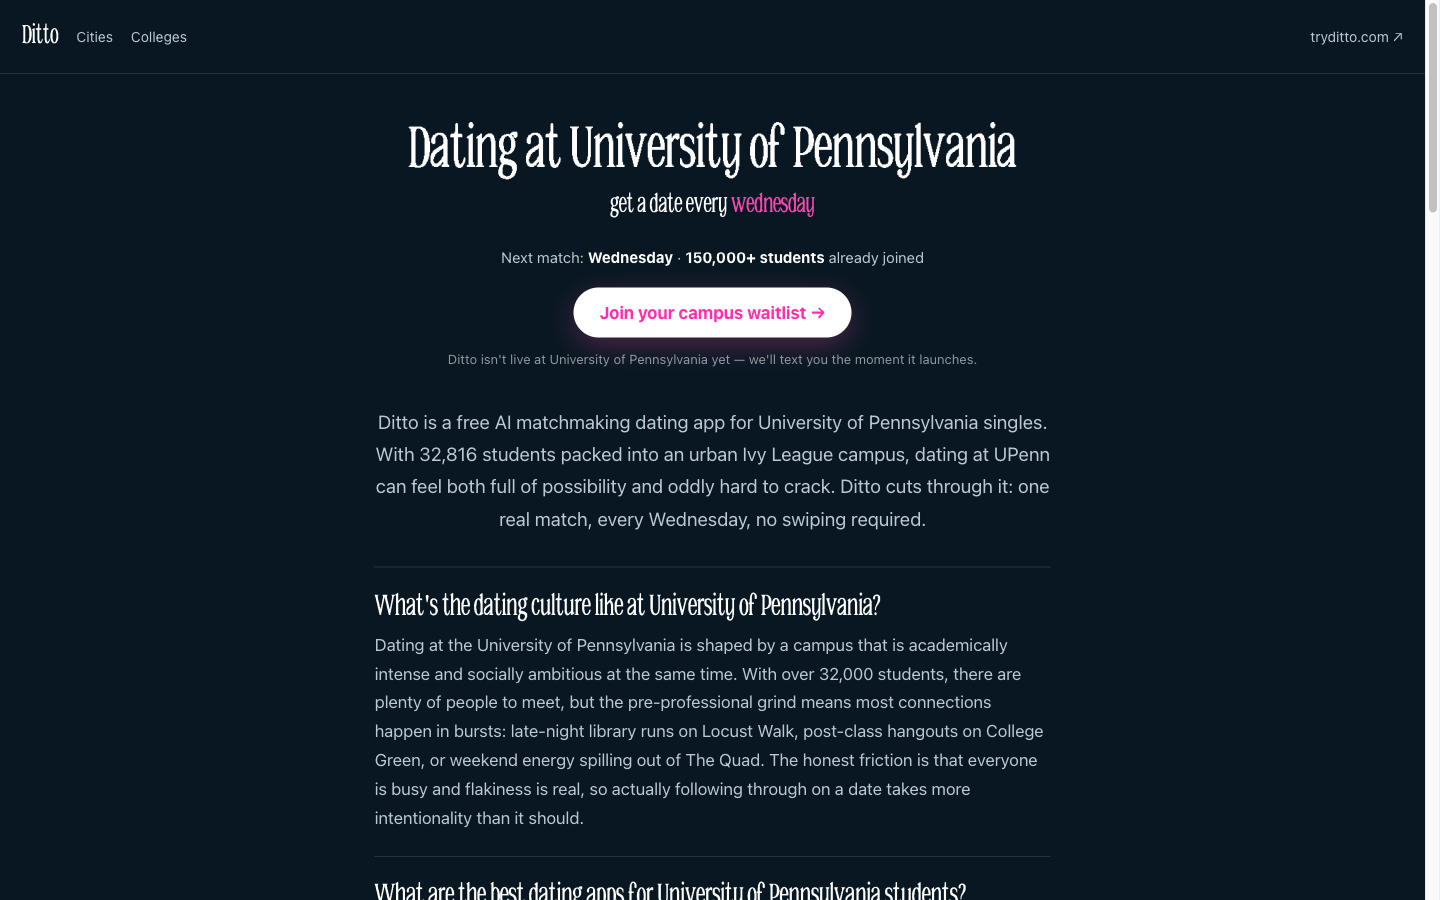 Ditto Cities Colleges tryditto.com ↗
Dating at University of Pennsylvania
get a date every wednesday
Next match: Wednesday · 150,000+ students already joined
Join your campus waitlist →
Ditto isn't live at University of Pennsylvania yet — we'll text you the moment it launches.
Ditto is a free AI matchmaking dating app for University of Pennsylvania singles.
With 32,816 students packed into an urban Ivy League campus, dating at UPenn
can feel both full of possibility and oddly hard to crack. Ditto cuts through it: one
real match, every Wednesday, no swiping required.
What's the dating culture like at University of Pennsylvania?
Dating at the University of Pennsylvania is shaped by a campus that is academically
intense and socially ambitious at the same time. With over 32,000 students, there are
plenty of people to meet, but the pre-professional grind means most connections
happen in bursts: late-night library runs on Locust Walk, post-class hangouts on College
Green, or weekend energy spilling out of The Quad. The honest friction is that everyone
is busy and flakiness is real, so actually following through on a date takes more
intentionality than it should.
What are the best dating apps for University of Pennsylvania students?